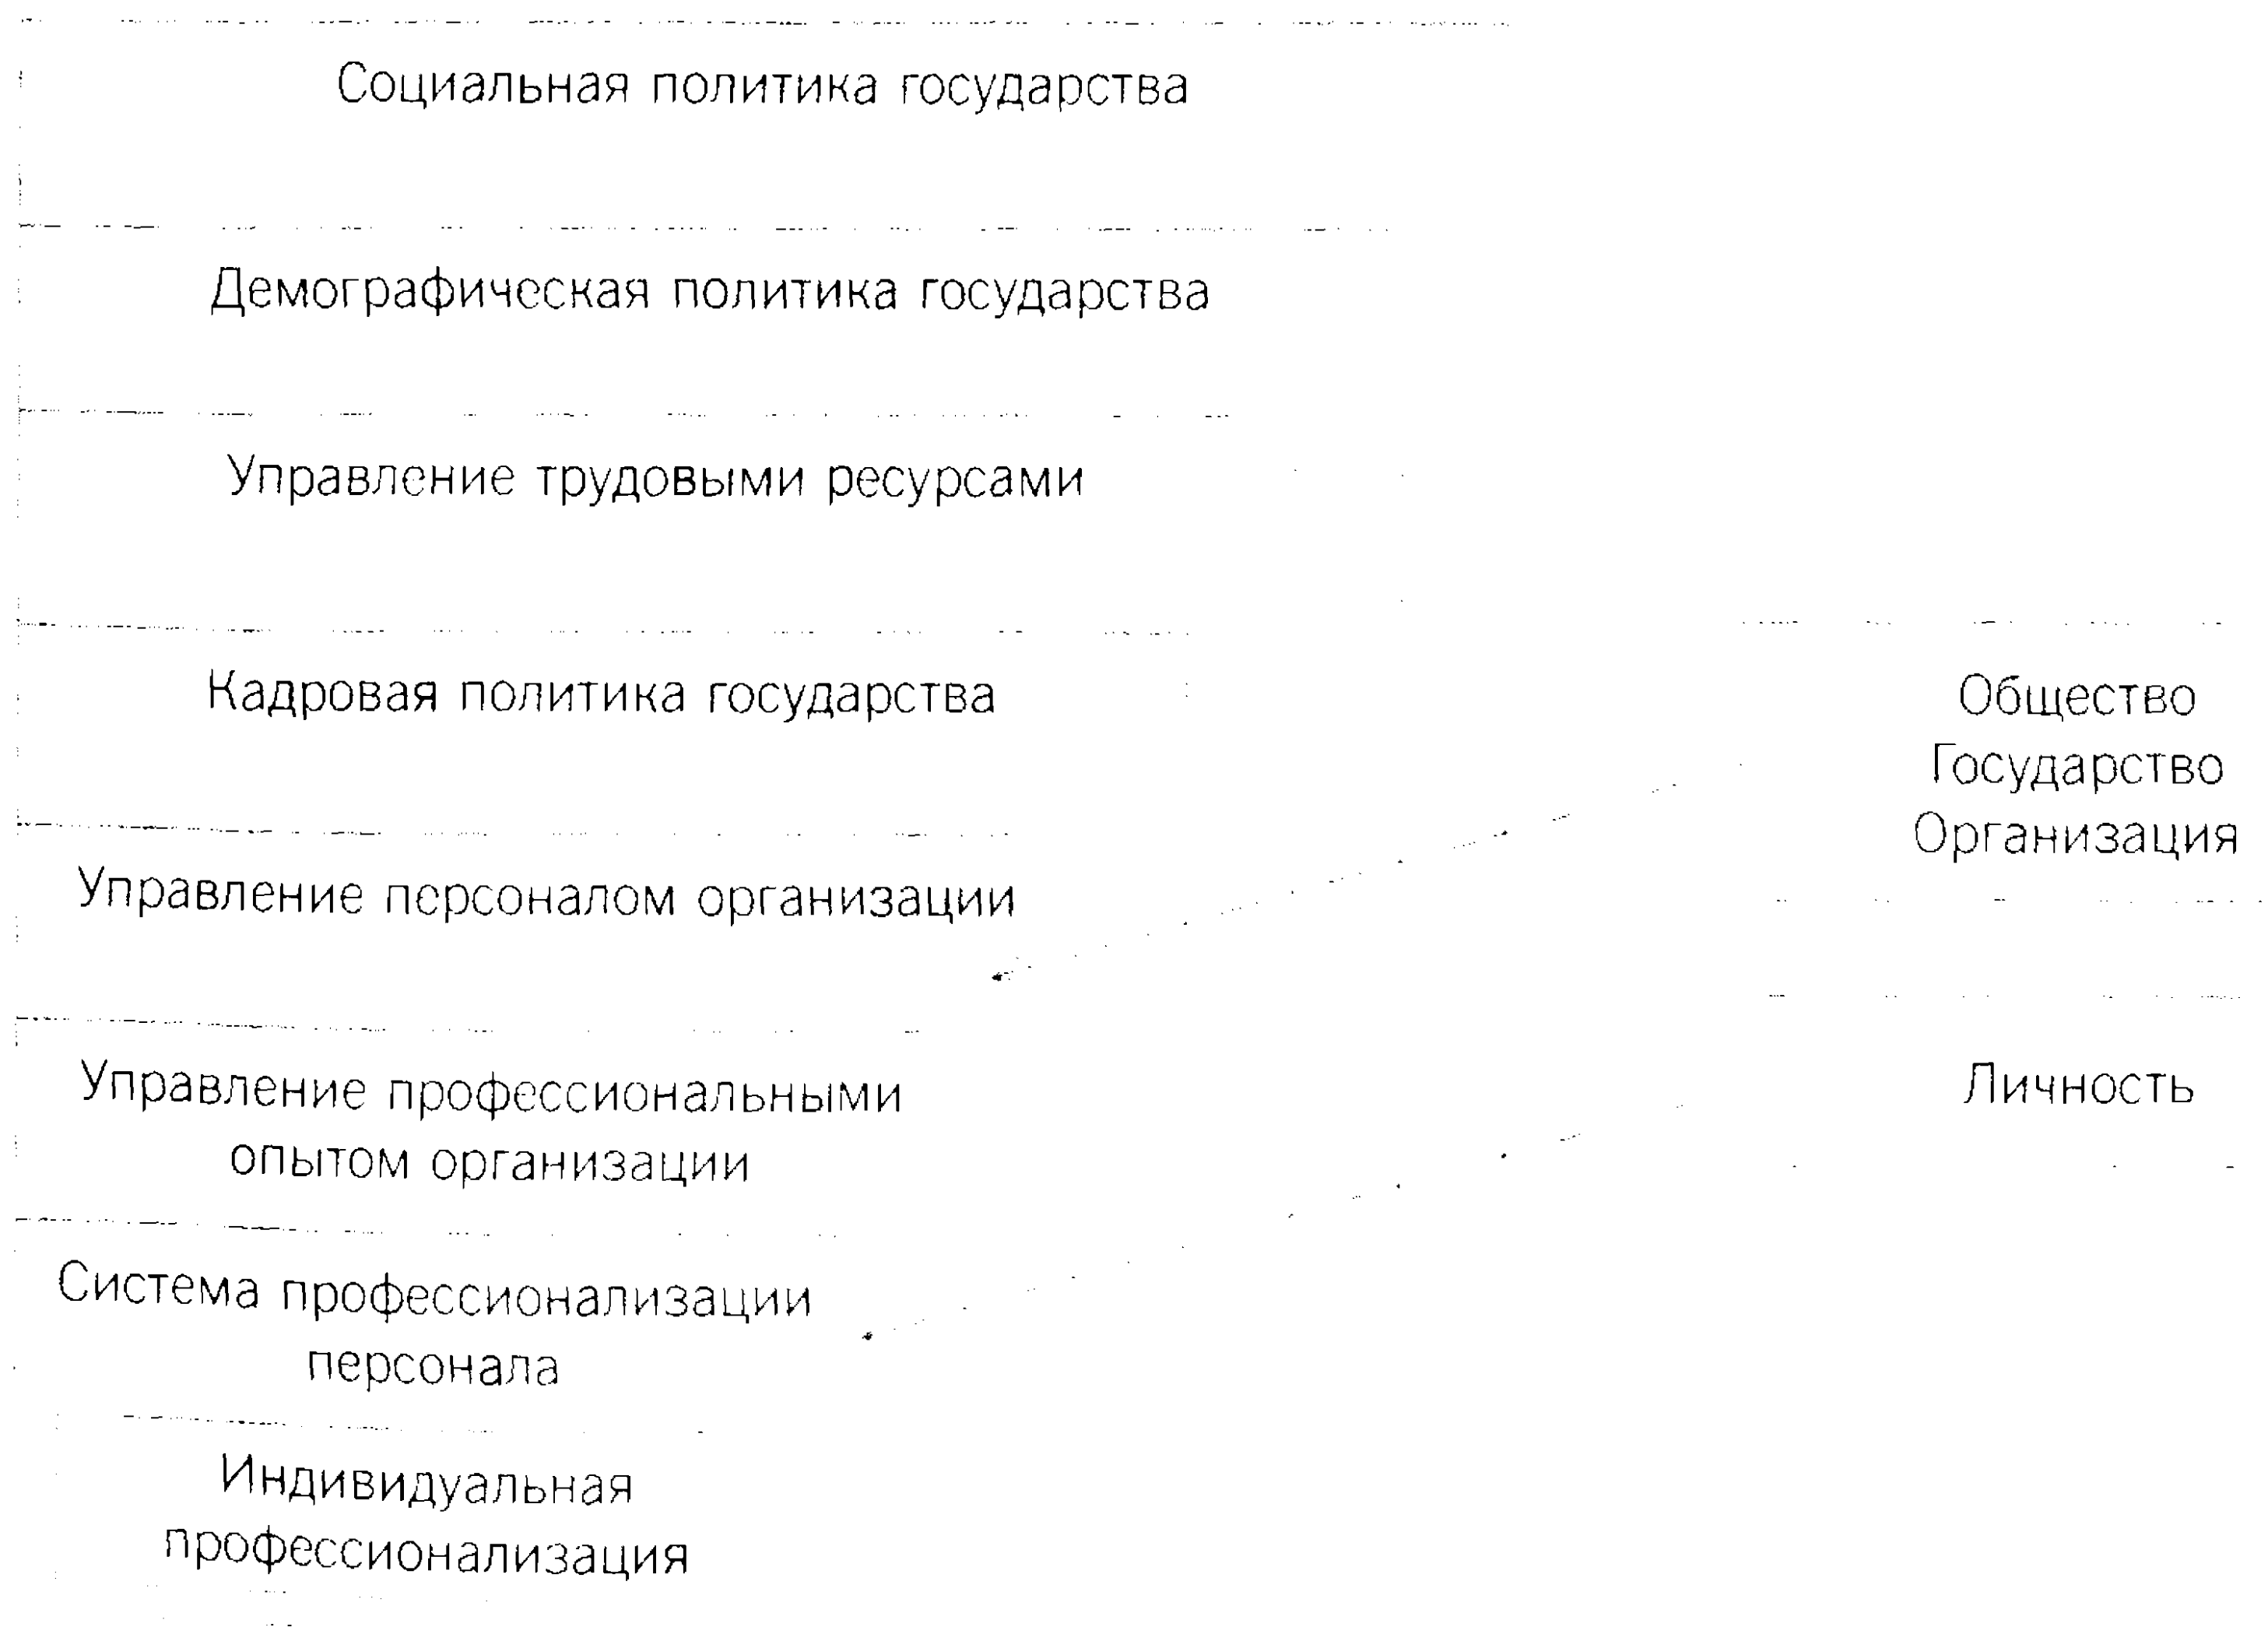 Социальная политика государства
Демографическая политика государства
Управление трудовыми ресурсами
Кадровая политика государства
Управление персоналом организации
Управление профессиональными
опытом организации
Система профессионализации
персонала
Индивидуальная
профессионализация
Общество
Государство
Организация
Личность